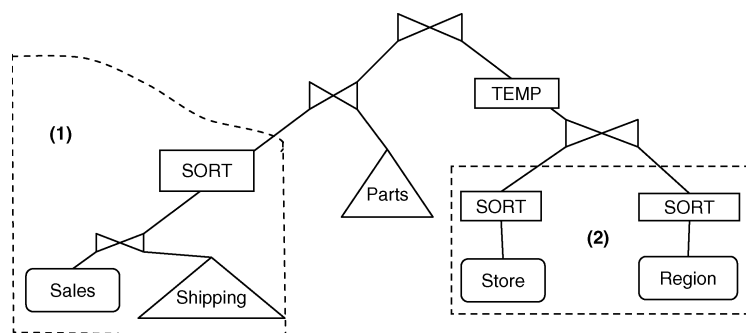 TEMP
(1)
SORT
Parts
SORT
SORT
(2)
Sales
Shipping
Store
Region